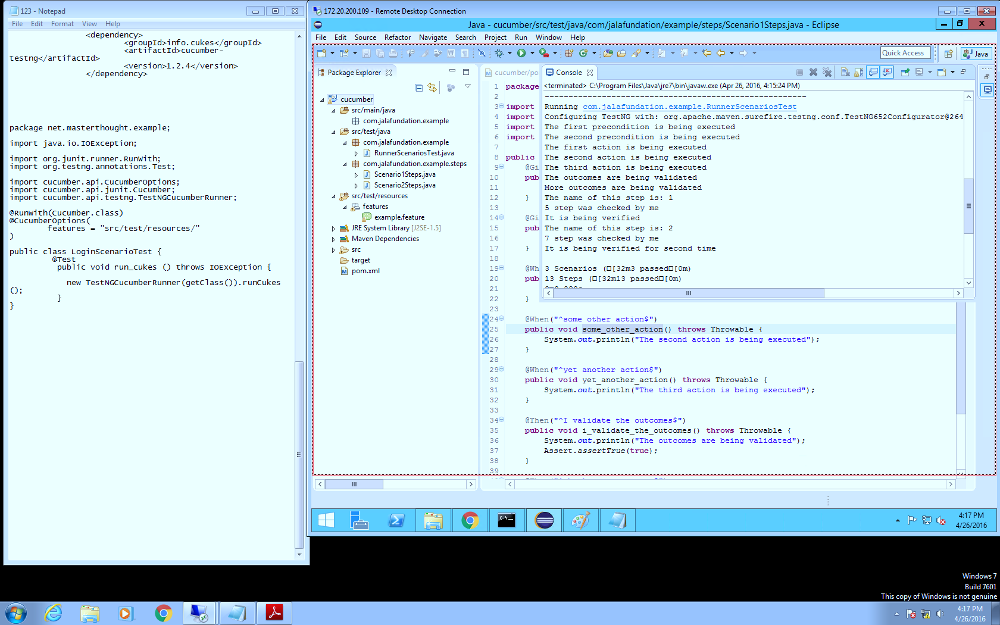 123 - Notepad
File Edit Format View Help
<dependency>
<groupId>info.cukes</groupId>
<artifactId>cucumber-
testng</artifactId>
<version>1.2.4</version>
</dependency>
package net.masterthought.example;
import java.io.IOException;
import org.junit.runner.RunWith;
import org.testng.annotations.Test;
import cucumber.api.CucumberOptions;
import cucumber.api.junit.Cucumber;
import cucumber.api.testng.TestNGCucumberRunner;
@RunWith(Cucumber.class)
@CucumberOptions(
features = "src/test/resources/"
)
public class LoginScenarioTest {
@Test
public void run_cukes () throws IOException {
new TestNGCucumberRunner(getClass()).runCukes
();
}
}
172.20.200.109 - Remote Desktop Connection
Java - cucumber/src/test/java/com/jalafundation/example/steps/Scenario1Steps.java - Eclipse
File Edit Source Refactor Navigate Search Project Run Window Help
Quick Access
Java
Package Explorer
cucumber
src/main/java
com.jalafundation.example
src/test/java
com.jalafundation.example
RunnerScenariosTest.java
com.jalafundation.example.steps
Scenario1Steps.java
Scenario2Steps.java
src/test/resources
features
example.feature
JRE System Library [J2SE-1.5]
Maven Dependencies
src
target
pom.xml
cucumber/po
Console
<terminated> C:\Program Files\Java\jre7\bin\javaw.exe (Apr 26, 2016, 4:15:24 PM)
-------------------------------------------------------
Running com.jalafundation.example.RunnerScenariosTest
Configuring TestNG with: org.apache.maven.surefire.testng.conf.TestNG652Configurator@264
The first precondition is being executed
The second precondition is being executed
The first action is being executed
The second action is being executed
The third action is being executed
The outcomes are being validated
More outcomes are being validated
The name of this step is: 1
5 step was checked by me
It is being verified
The name of this step is: 2
7 step was checked by me
It is being verified for second time
3 Scenarios (□[32m3 passed□[0m)
13 Steps (□[32m13 passed□[0m)
1 package
2
3 import
4 import
5 import
6 import
7
8 public
9 @Gi
10 pub
11
12 }
13
14 @Gi
15 pub
16
17 }
18
19 @Wh
20 pub
21
22 }
23
24 @When("^some other action$")
25 public void some_other_action() throws Throwable {
26 System.out.println("The second action is being executed");
27 }
28
29 @When("^yet another action$")
30 public void yet_another_action() throws Throwable {
31 System.out.println("The third action is being executed");
32 }
33
34 @Then("^I validate the outcomes$")
35 public void i_validate_the_outcomes() throws Throwable {
36 System.out.println("The outcomes are being validated");
37 Assert.assertTrue(true);
38 }
39
4:17 PM
4/26/2016
Windows 7
Build 7601
This copy of Windows is not genuine
4:17 PM
4/26/2016